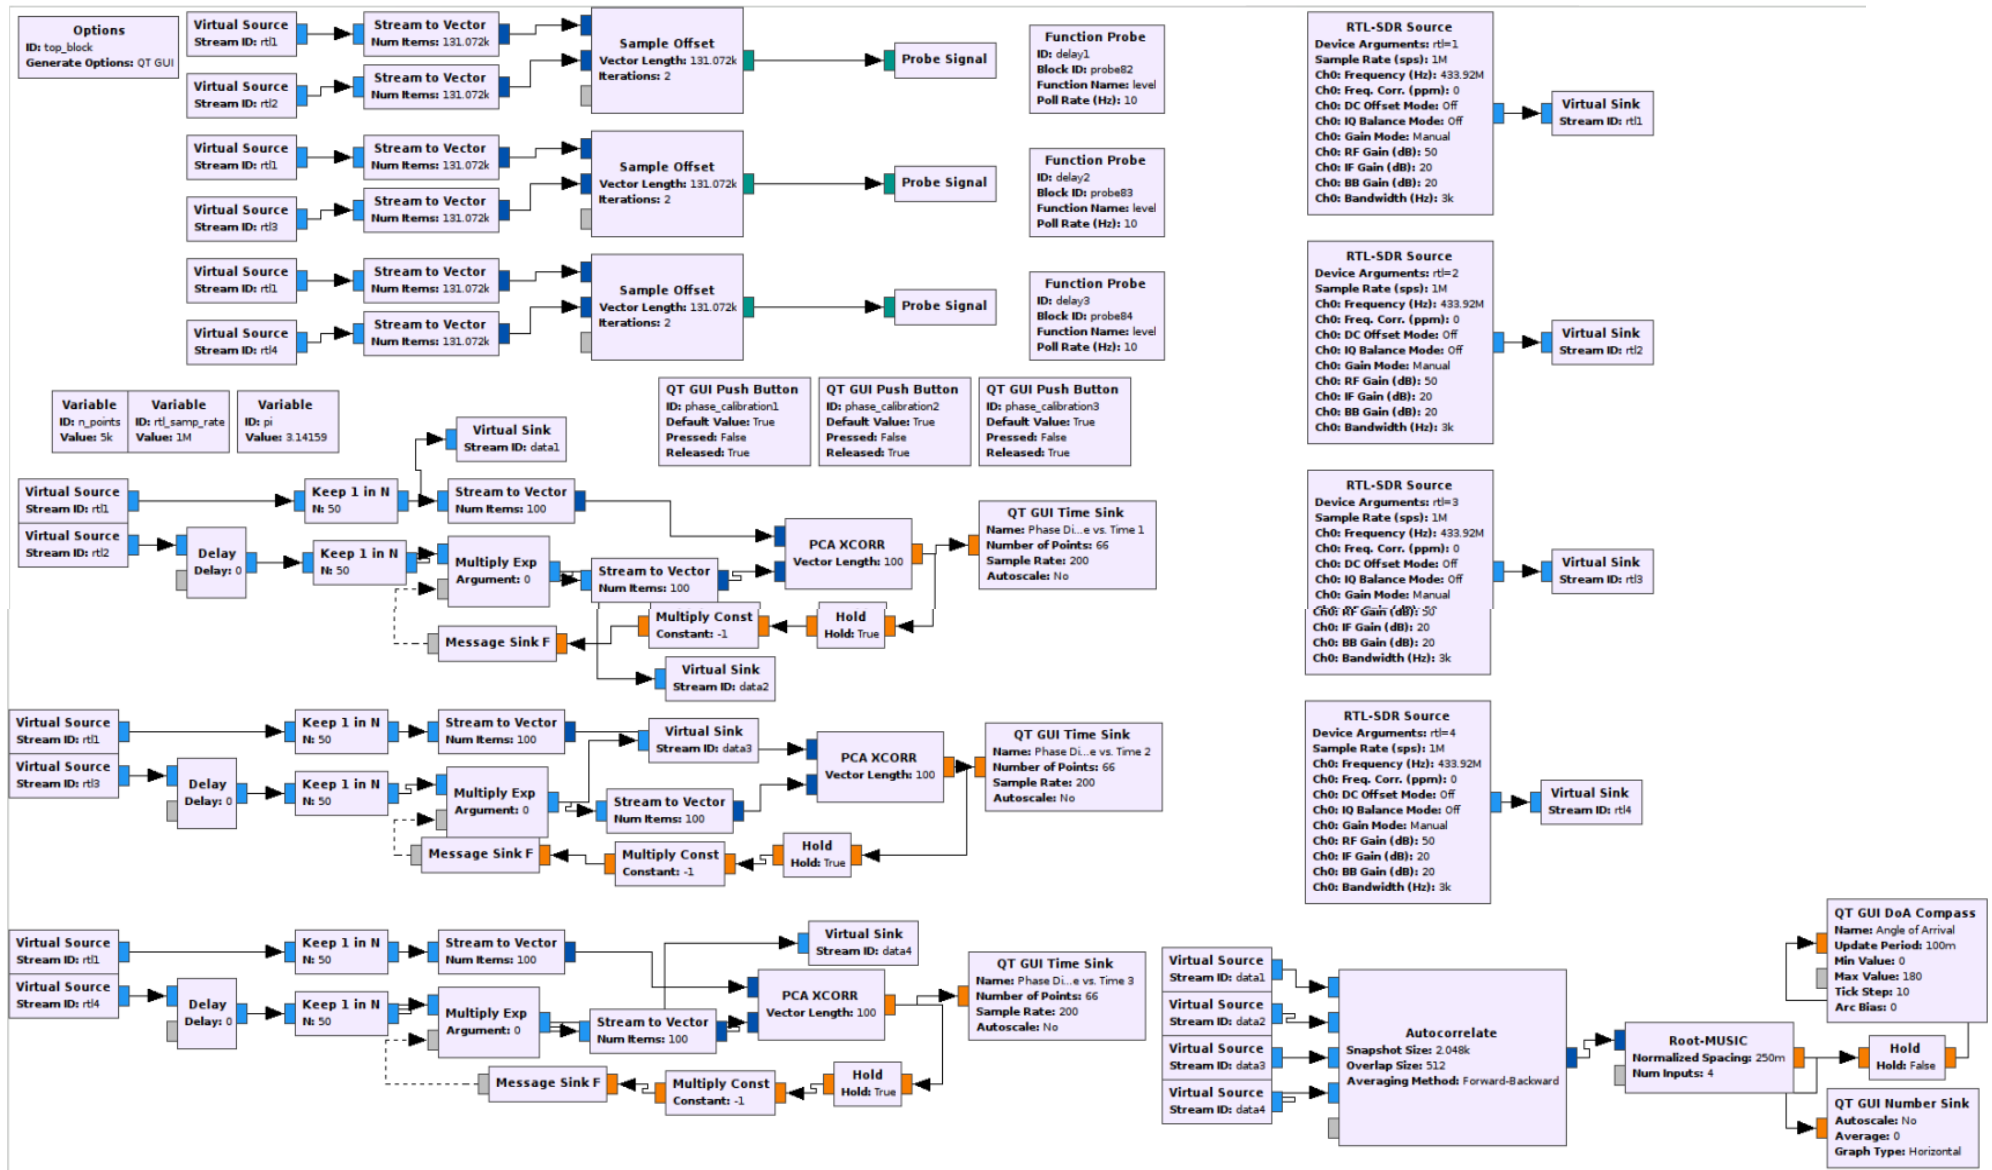 Options
ID: top_block
Generate Options: QT GUI
Virtual Source
Stream ID: rtl1
Stream to Vector
Num Items: 131.072k
Virtual Source
Stream ID: rtl2
Stream to Vector
Num Items: 131.072k
Sample Offset
Vector Length: 131.072k
Iterations: 2
Probe Signal
Function Probe
ID: delay1
Block ID: probe82
Function Name: level
Poll Rate (Hz): 10
Virtual Source
Stream ID: rtl1
Stream to Vector
Num Items: 131.072k
Virtual Source
Stream ID: rtl3
Stream to Vector
Num Items: 131.072k
Sample Offset
Vector Length: 131.072k
Iterations: 2
Probe Signal
Function Probe
ID: delay2
Block ID: probe83
Function Name: level
Poll Rate (Hz): 10
Virtual Source
Stream ID: rtl1
Stream to Vector
Num Items: 131.072k
Virtual Source
Stream ID: rtl4
Stream to Vector
Num Items: 131.072k
Sample Offset
Vector Length: 131.072k
Iterations: 2
Probe Signal
Function Probe
ID: delay3
Block ID: probe84
Function Name: level
Poll Rate (Hz): 10
RTL-SDR Source
Device Arguments: rtl=1
Sample Rate (sps): 1M
Ch0: Frequency (Hz): 433.92M
Ch0: Freq. Corr. (ppm): 0
Ch0: DC Offset Mode: Off
Ch0: IQ Balance Mode: Off
Ch0: Gain Mode: Manual
Ch0: RF Gain (dB): 50
Ch0: IF Gain (dB): 20
Ch0: BB Gain (dB): 20
Ch0: Bandwidth (Hz): 3k
Virtual Sink
Stream ID: rtl1
RTL-SDR Source
Device Arguments: rtl=2
Sample Rate (sps): 1M
Ch0: Frequency (Hz): 433.92M
Ch0: Freq. Corr. (ppm): 0
Ch0: DC Offset Mode: Off
Ch0: IQ Balance Mode: Off
Ch0: Gain Mode: Manual
Ch0: RF Gain (dB): 50
Ch0: IF Gain (dB): 20
Ch0: BB Gain (dB): 20
Ch0: Bandwidth (Hz): 3k
Virtual Sink
Stream ID: rtl2
RTL-SDR Source
Device Arguments: rtl=3
Sample Rate (sps): 1M
Ch0: Frequency (Hz): 433.92M
Ch0: Freq. Corr. (ppm): 0
Ch0: DC Offset Mode: Off
Ch0: IQ Balance Mode: Off
Ch0: Gain Mode: Manual
Ch0: RF Gain (dB): 50
Ch0: IF Gain (dB): 20
Ch0: BB Gain (dB): 20
Ch0: Bandwidth (Hz): 3k
Virtual Sink
Stream ID: rtl3
RTL-SDR Source
Device Arguments: rtl=4
Sample Rate (sps): 1M
Ch0: Frequency (Hz): 433.92M
Ch0: Freq. Corr. (ppm): 0
Ch0: DC Offset Mode: Off
Ch0: IQ Balance Mode: Off
Ch0: Gain Mode: Manual
Ch0: RF Gain (dB): 50
Ch0: IF Gain (dB): 20
Ch0: BB Gain (dB): 20
Ch0: Bandwidth (Hz): 3k
Virtual Sink
Stream ID: rtl4
Variable
ID: n_points
Value: 5k
Variable
ID: rtl_samp_rate
Value: 1M
Variable
ID: pi
Value: 3.14159
QT GUI Push Button
ID: phase_calibration1
Default Value: True
Pressed: False
Released: True
QT GUI Push Button
ID: phase_calibration2
Default Value: True
Pressed: False
Released: True
QT GUI Push Button
ID: phase_calibration3
Default Value: True
Pressed: False
Released: True
Virtual Sink
Stream ID: data1
Virtual Source
Stream ID: rtl1
Keep 1 in N
N: 50
Stream to Vector
Num Items: 100
Virtual Source
Stream ID: rtl2
Delay
Delay: 0
Keep 1 in N
N: 50
Multiply Exp
Argument: 0
Stream to Vector
Num Items: 100
PCA XCORR
Vector Length: 100
QT GUI Time Sink
Name: Phase Di...e vs. Time 1
Number of Points: 66
Sample Rate: 200
Autoscale: No
Message Sink F
Multiply Const
Constant: -1
Hold
Hold: True
Virtual Sink
Stream ID: data2
Virtual Source
Stream ID: rtl1
Keep 1 in N
N: 50
Stream to Vector
Num Items: 100
Virtual Sink
Stream ID: data3
Virtual Source
Stream ID: rtl3
Delay
Delay: 0
Keep 1 in N
N: 50
Multiply Exp
Argument: 0
Stream to Vector
Num Items: 100
PCA XCORR
Vector Length: 100
QT GUI Time Sink
Name: Phase Di...e vs. Time 2
Number of Points: 66
Sample Rate: 200
Autoscale: No
Message Sink F
Multiply Const
Constant: -1
Hold
Hold: True
Virtual Source
Stream ID: rtl1
Keep 1 in N
N: 50
Stream to Vector
Num Items: 100
Virtual Sink
Stream ID: data4
Virtual Source
Stream ID: rtl4
Delay
Delay: 0
Keep 1 in N
N: 50
Multiply Exp
Argument: 0
Stream to Vector
Num Items: 100
PCA XCORR
Vector Length: 100
QT GUI Time Sink
Name: Phase Di...e vs. Time 3
Number of Points: 66
Sample Rate: 200
Autoscale: No
Message Sink F
Multiply Const
Constant: -1
Hold
Hold: True
Virtual Source
Stream ID: data1
Virtual Source
Stream ID: data2
Virtual Source
Stream ID: data3
Virtual Source
Stream ID: data4
Autocorrelate
Snapshot Size: 2.048k
Overlap Size: 512
Averaging Method: Forward-Backward
Root-MUSIC
Normalized Spacing: 250m
Num Inputs: 4
QT GUI DoA Compass
Name: Angle of Arrival
Update Period: 100m
Min Value: 0
Max Value: 180
Tick Step: 10
Arc Bias: 0
Hold
Hold: False
QT GUI Number Sink
Autoscale: No
Average: 0
Graph Type: Horizontal